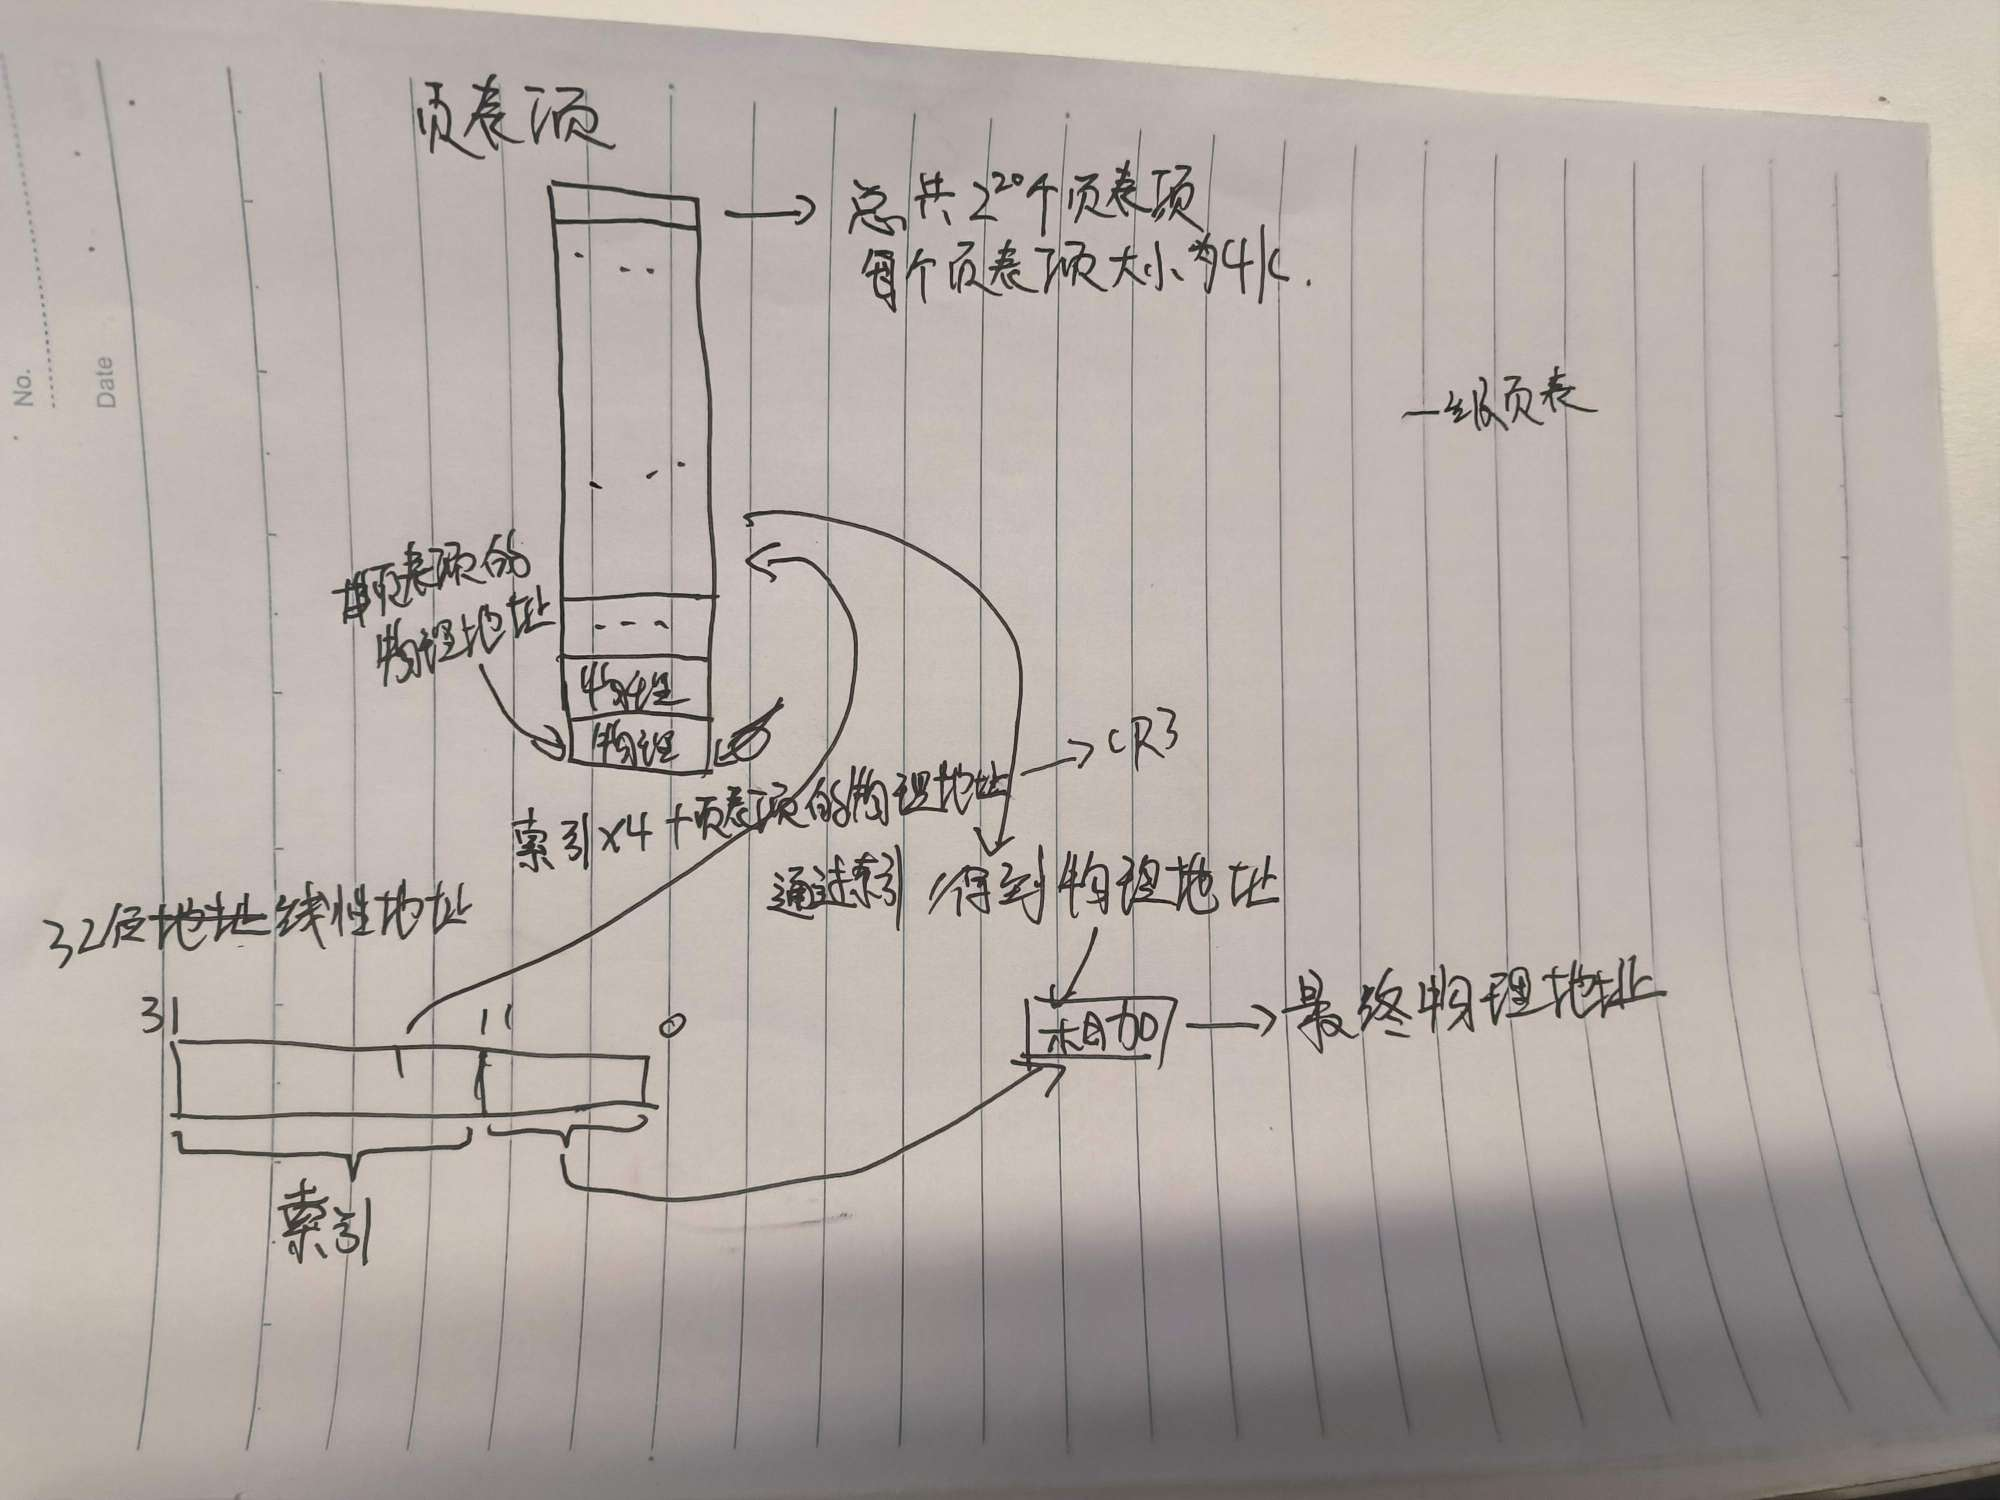 No.
Date
页表项
总共2²⁰个页表项
每个页表项大小为4k.
一级页表
页表项的
物理地址
物理
物理
CR3
索引x4+页表项的物理地址
通过索引 得到物理地址
32位地址线性地址
31 11 0
相加
最终物理地址
索引